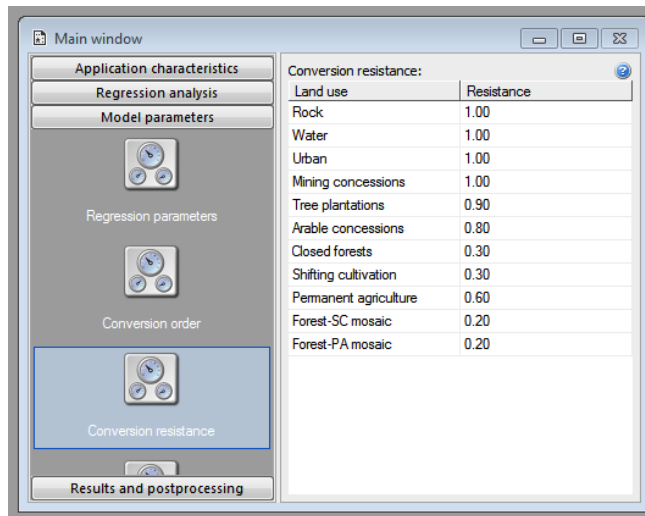 Main window
Application characteristics
Regression analysis
Model parameters
Regression parameters
Conversion order
Conversion resistance
Results and postprocessing
Conversion resistance:
Land use Resistance
Rock 1.00
Water 1.00
Urban 1.00
Mining concessions 1.00
Tree plantations 0.90
Arable concessions 0.80
Closed forests 0.30
Shifting cultivation 0.30
Permanent agriculture 0.60
Forest-SC mosaic 0.20
Forest-PA mosaic 0.20